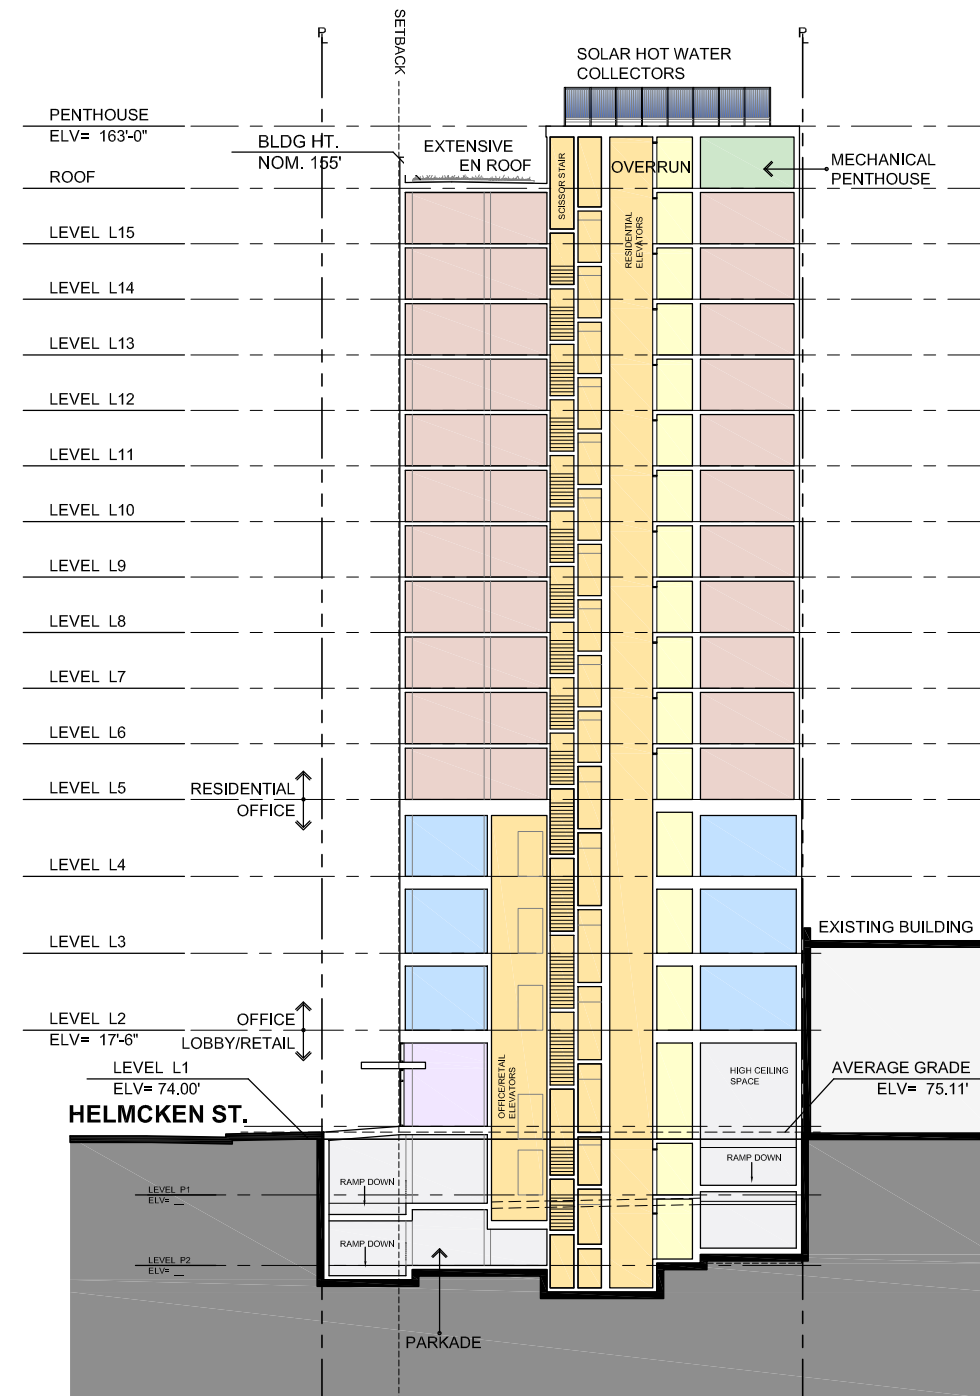 PL
SETBACK
PL
SOLAR HOT WATER
COLLECTORS
PENTHOUSE
ELV= 163'-0"
BLDG HT.
NOM. 155'
EXTENSIVE
EN ROOF
SCISSOR STAIR
OVERRUN
MECHANICAL
PENTHOUSE
ROOF
RESIDENTIAL
ELEVATORS
LEVEL L15
LEVEL L14
LEVEL L13
LEVEL L12
LEVEL L11
LEVEL L10
LEVEL L9
LEVEL L8
LEVEL L7
LEVEL L6
LEVEL L5
RESIDENTIAL
OFFICE
LEVEL L4
LEVEL L3
EXISTING BUILDING
LEVEL L2
ELV= 17'-6"
OFFICE
LOBBY/RETAIL
LEVEL L1
ELV= 74.00'
OFFICE/RETAIL
ELEVATORS
HIGH CEILING
SPACE
AVERAGE GRADE
ELV= 75.11'
HELMCKEN ST.
RAMP DOWN
RAMP DOWN
LEVEL P1
ELV= __
RAMP DOWN
LEVEL P2
ELV= __
PARKADE